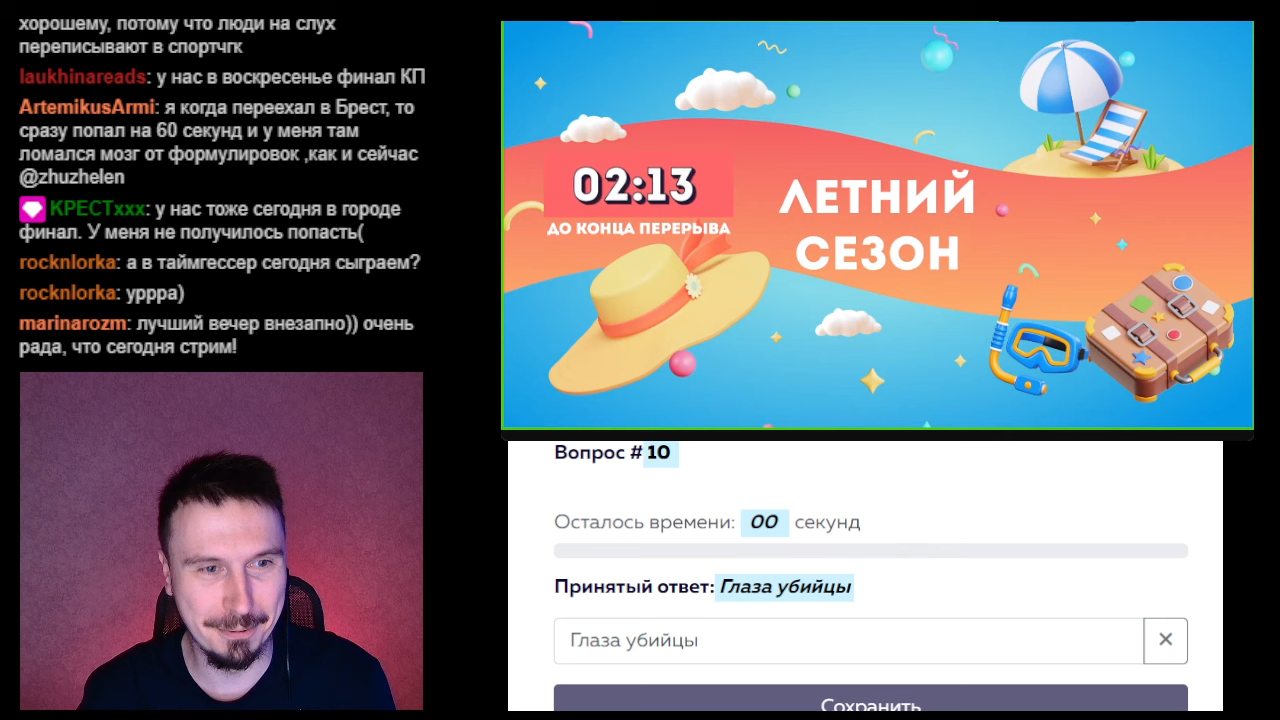 хорошему, потому что люди на слух
переписывают в спортчгк
laukhinareads: у нас в воскресенье финал КП
ArtemikusArmi: я когда переехал в Брест, то
сразу попал на 60 секунд и у меня там
ломался мозг от формулировок ,как и сейчас
@zhuzhelen
КРЕСТxxx: у нас тоже сегодня в городе
финал. У меня не получилось попасть(
rocknlorka: а в таймгессер сегодня сыграем?
rocknlorka: уррра)
marinarozm: лучший вечер внезапно)) очень
рада, что сегодня стрим!
02:13
ДО КОНЦА ПЕРЕРЫВА
ЛЕТНИЙ
СЕЗОН
Вопрос # 10
Осталось времени: 00 секунд
Принятый ответ: Глаза убийцы
Глаза убийцы
Сохранить